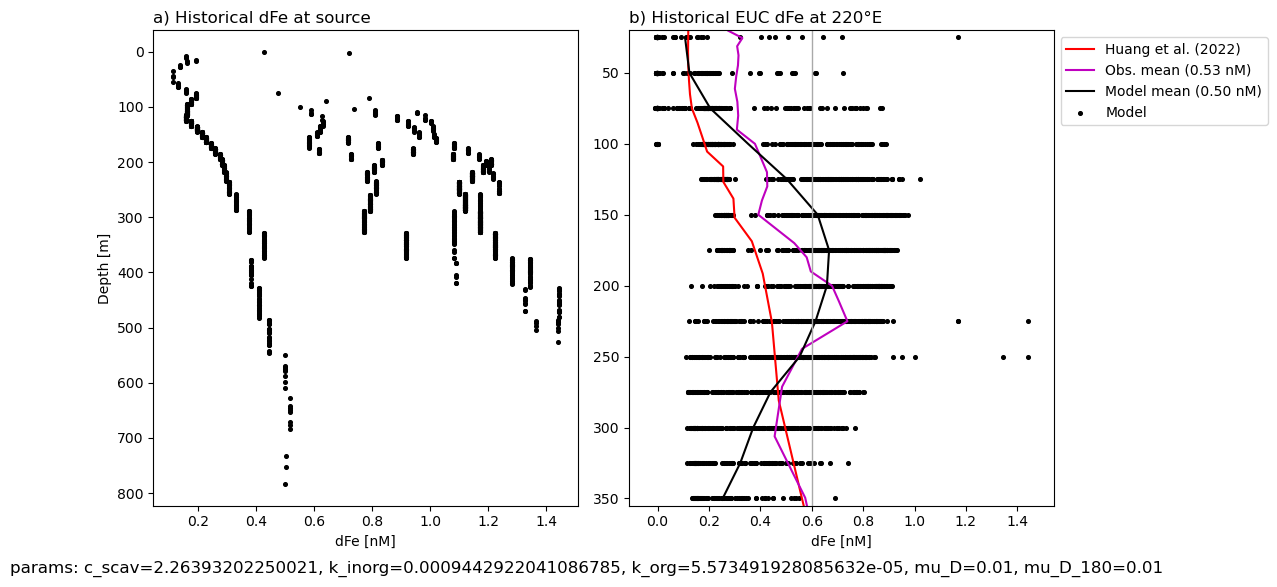 a) Historical dFe at source
b) Historical EUC dFe at 220°E
0
100
200
300
400
500
600
700
800
Depth [m]
0.2 0.4 0.6 0.8 1.0 1.2 1.4
dFe [nM]
50
100
150
200
250
300
350
0.0 0.2 0.4 0.6 0.8 1.0 1.2 1.4
dFe [nM]
Huang et al. (2022)
Obs. mean (0.53 nM)
Model mean (0.50 nM)
Model
params: c_scav=2.26393202250021, k_inorg=0.0009442922041086785, k_org=5.573491928085632e-05, mu_D=0.01, mu_D_180=0.01